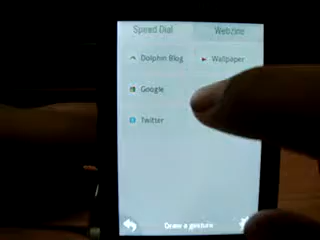 Speed Dial Webzine
Dolphin Blog Wallpaper
Google
Twitter
Draw a gesture